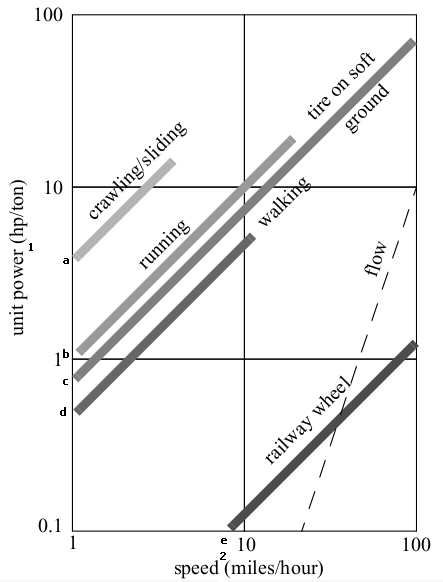 100
tire on soft
ground
crawling/sliding
10
walking
running
unit power (hp/ton)
1
a
flow
b
1
c
d
railway wheel
0.1
e
1
10
100
2
speed (miles/hour)